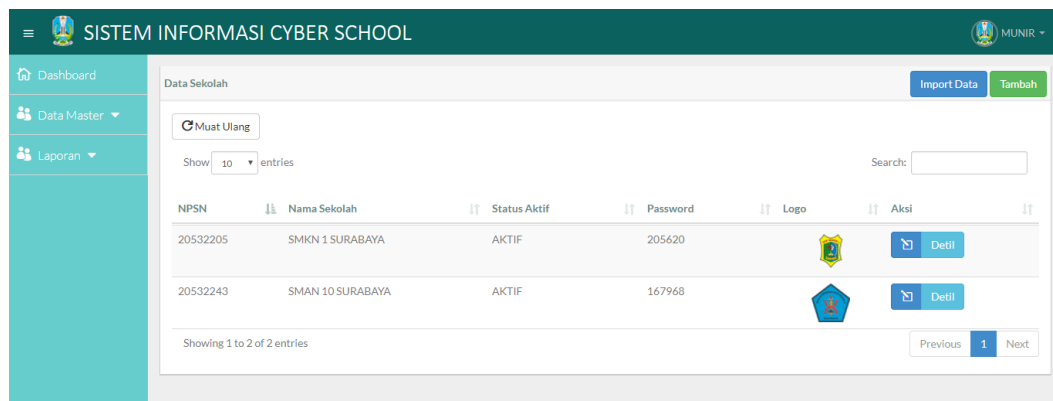 SISTEM INFORMASI CYBER SCHOOL
MUNIR
Dashboard
Data Master
Laporan
Data Sekolah
Import Data
Tambah
Muat Ulang
Show 10 entries
Search:
NPSN Nama Sekolah Status Aktif Password Logo Aksi
20532205 SMKN 1 SURABAYA AKTIF 205620 Detil
20532243 SMAN 10 SURABAYA AKTIF 167968 Detil
Showing 1 to 2 of 2 entries
Previous 1 Next